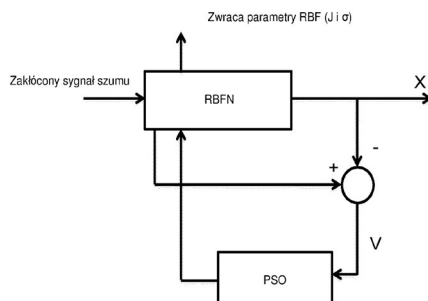 Zwraca parametry RBF (J i σ)
Zakłócony sygnał szumu
RBFN
X
-
+
V
PSO